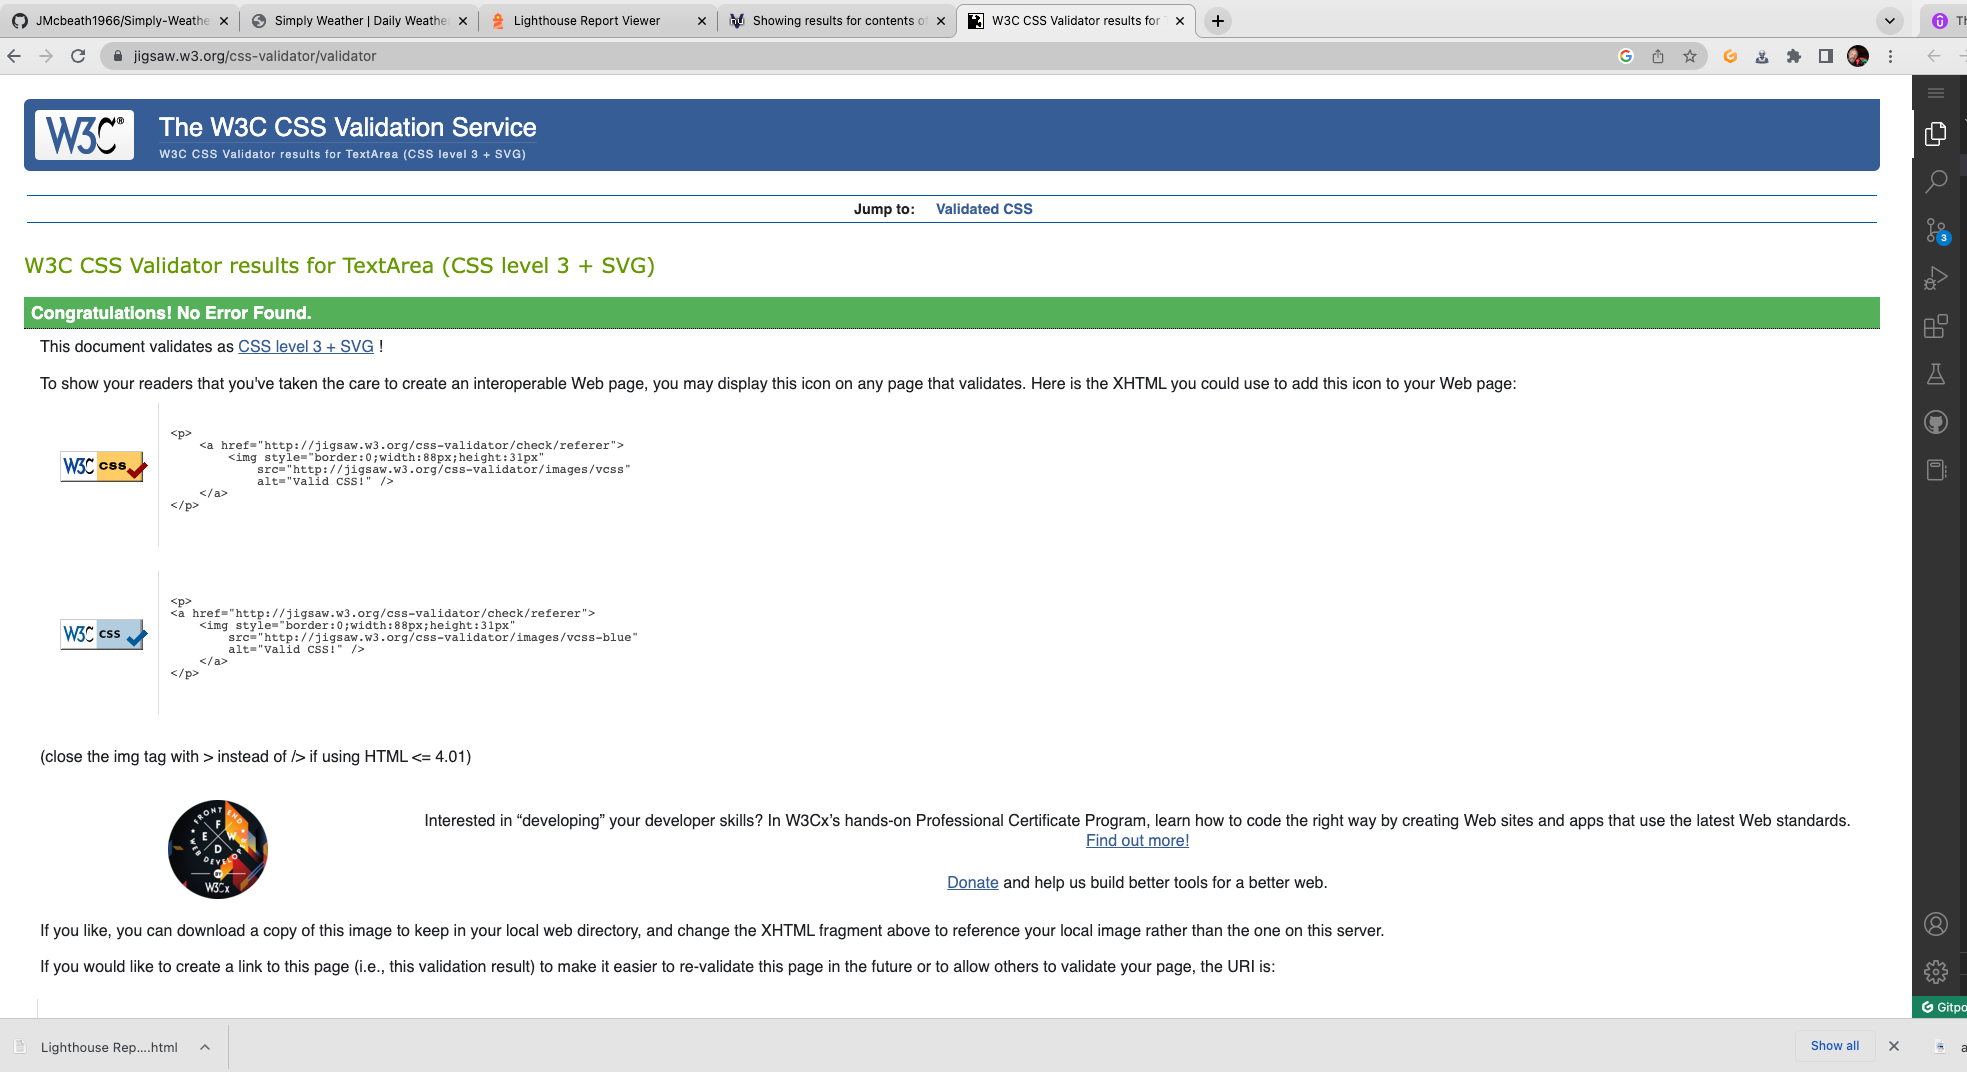 JMcbeath1966/Simply-Weathe
Simply Weather | Daily Weathe
Lighthouse Report Viewer
Showing results for contents o
W3C CSS Validator results for
jigsaw.w3.org/css-validator/validator
W3C®
The W3C CSS Validation Service
W3C CSS Validator results for TextArea (CSS level 3 + SVG)
Jump to: Validated CSS
W3C CSS Validator results for TextArea (CSS level 3 + SVG)
Congratulations! No Error Found.
This document validates as CSS level 3 + SVG !
To show your readers that you've taken the care to create an interoperable Web page, you may display this icon on any page that validates. Here is the XHTML you could use to add this icon to your Web page:
W3C css
<p>
<a href="http://jigsaw.w3.org/css-validator/check/referer">
<img style="border:0;width:88px;height:31px"
src="http://jigsaw.w3.org/css-validator/images/vcss"
alt="Valid CSS!" />
</a>
</p>
W3C css
<p>
<a href="http://jigsaw.w3.org/css-validator/check/referer">
<img style="border:0;width:88px;height:31px"
src="http://jigsaw.w3.org/css-validator/images/vcss-blue"
alt="Valid CSS!" />
</a>
</p>
(close the img tag with > instead of /> if using HTML <= 4.01)
FRONT END
F
E W
D
WEB DEVELOPER
BY
W3Cx
Interested in “developing” your developer skills? In W3Cx’s hands-on Professional Certificate Program, learn how to code the right way by creating Web sites and apps that use the latest Web standards.
Find out more!
Donate and help us build better tools for a better web.
If you like, you can download a copy of this image to keep in your local web directory, and change the XHTML fragment above to reference your local image rather than the one on this server.
If you would like to create a link to this page (i.e., this validation result) to make it easier to re-validate this page in the future or to allow others to validate your page, the URI is:
3
Gitpo
Lighthouse Rep....html
Show all
a